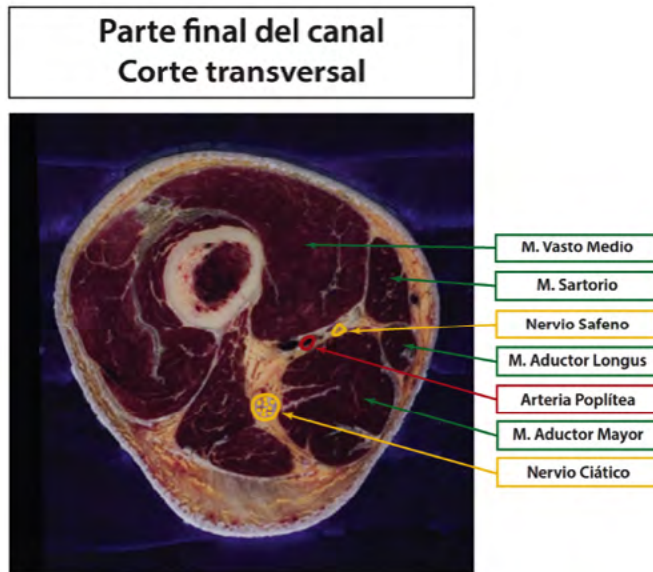 Parte final del canal
Corte transversal
M. Vasto Medio
M. Sartorio
Nervio Safeno
M. Aductor Longus
Arteria Poplítea
M. Aductor Mayor
Nervio Ciático